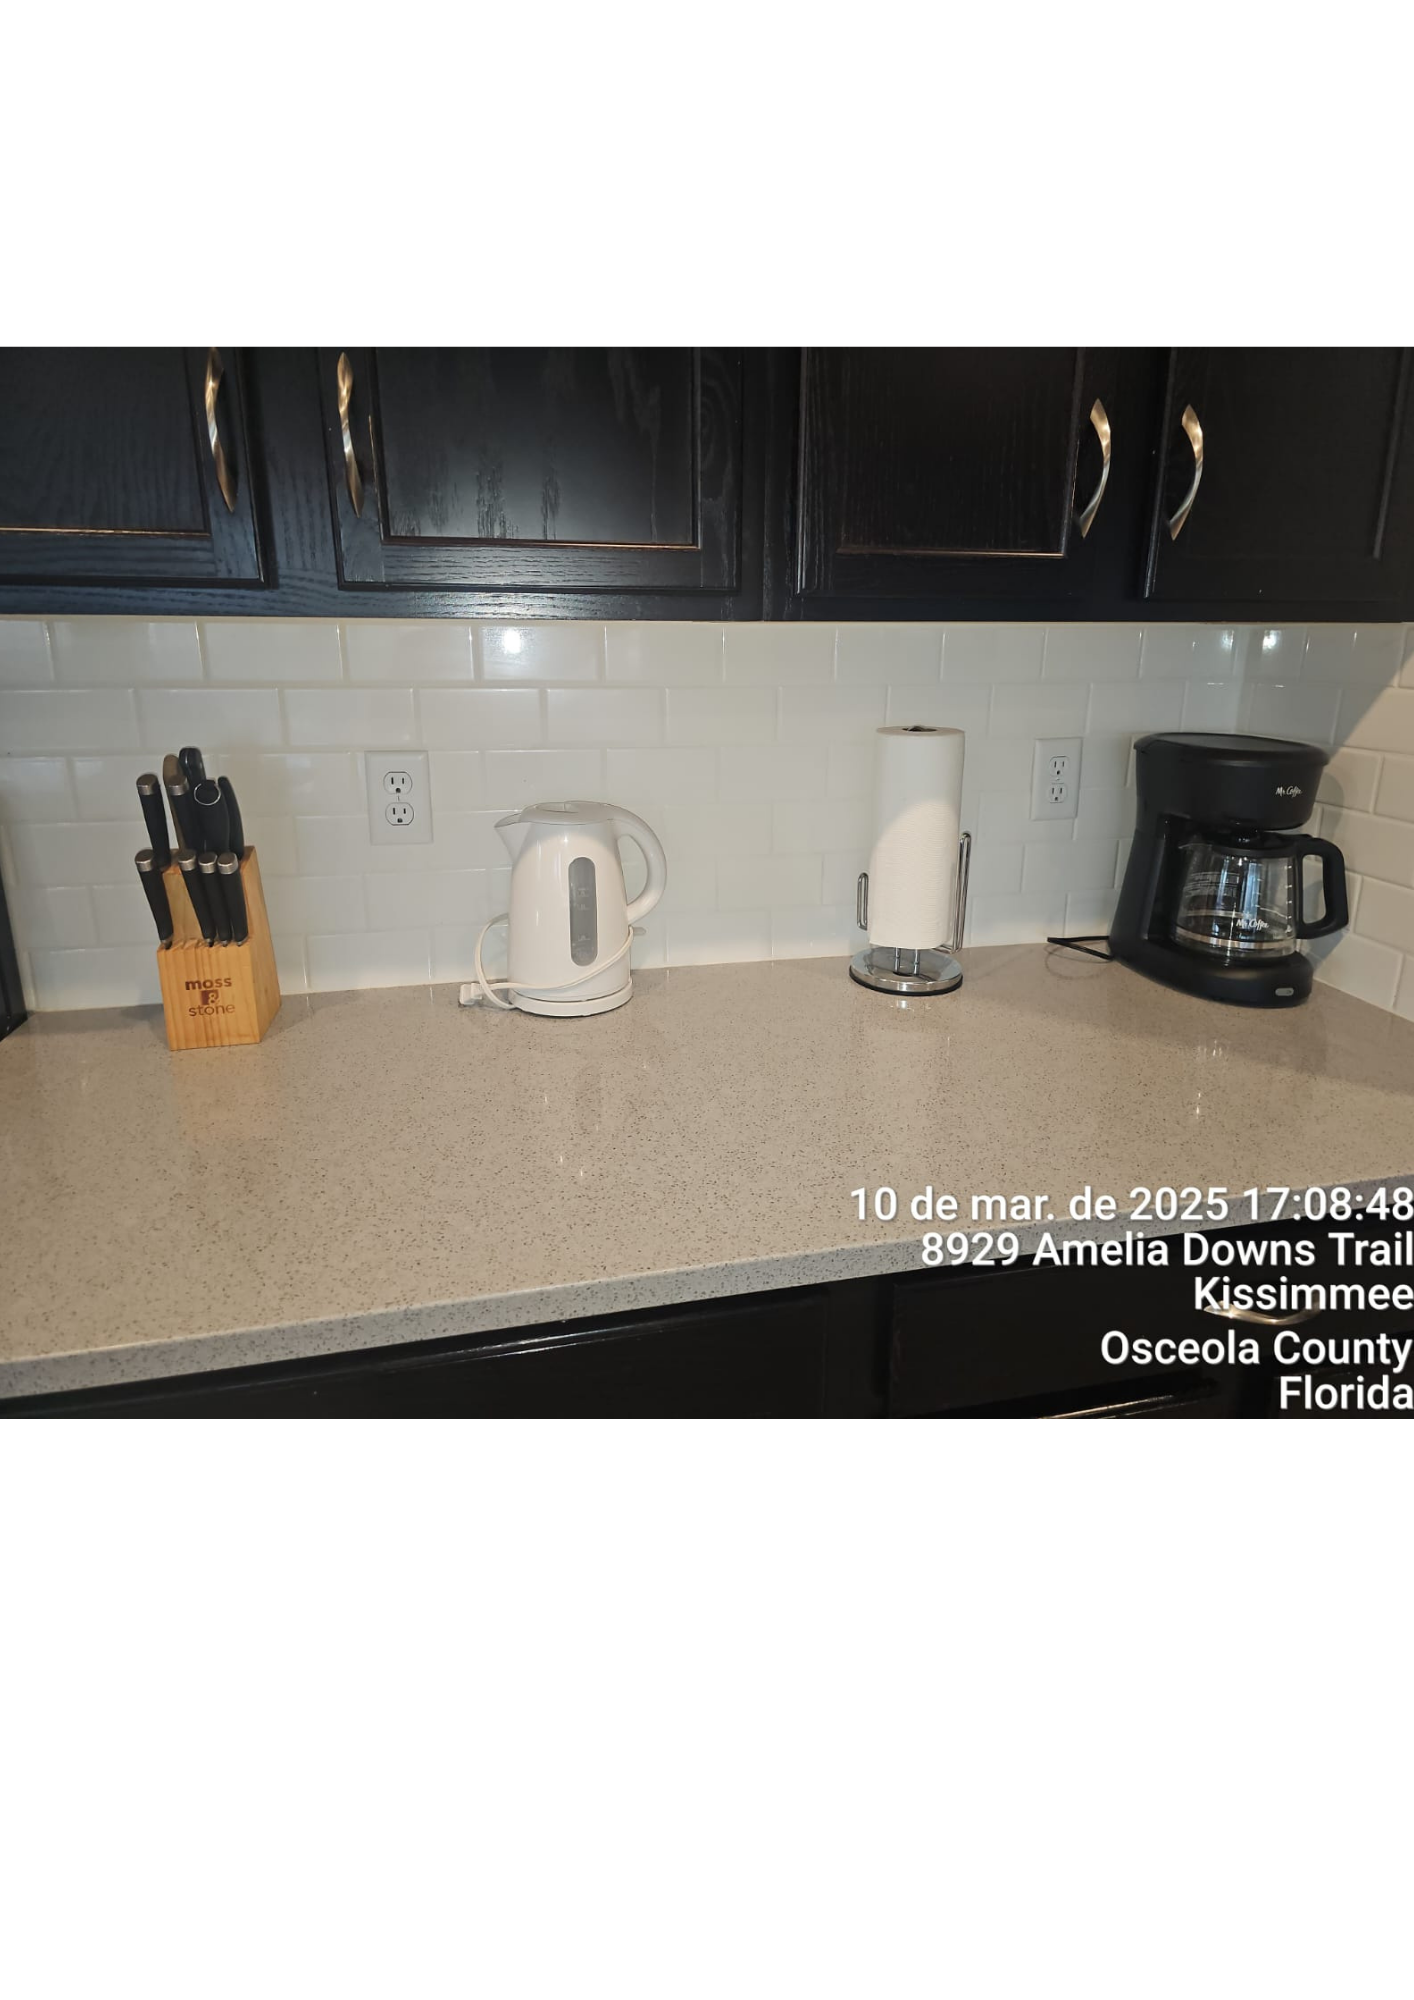 Mr. Coffee
Mr. Coffee
moss
&
stone
10 de mar. de 2025 17:08:48
8929 Amelia Downs Trail
Kissimmee
Osceola County
Florida